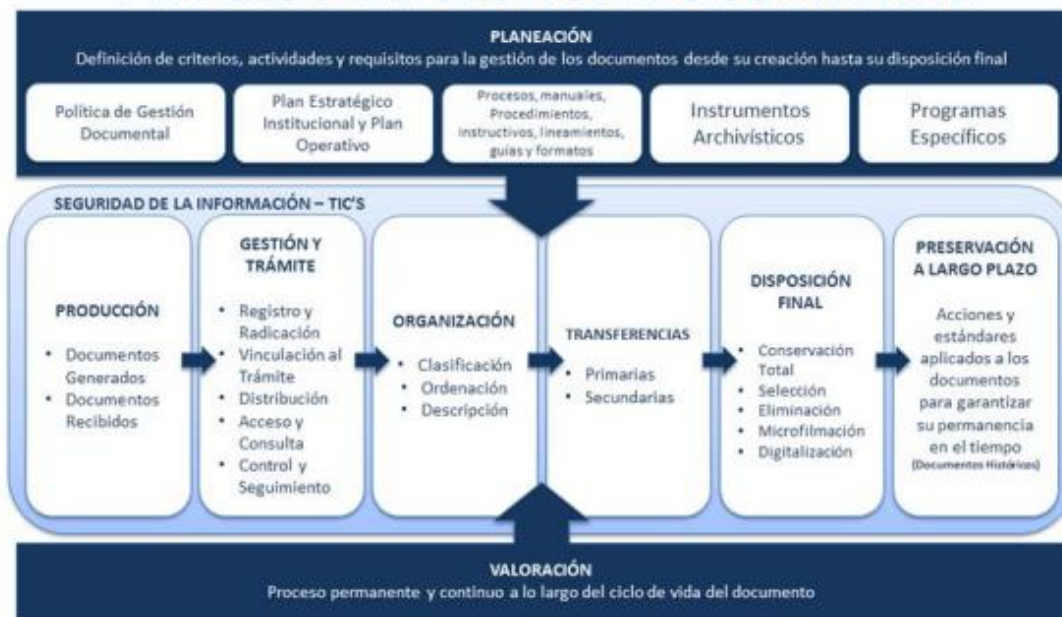 PLANEACIÓN
Definición de criterios, actividades y requisitos para la gestión de los documentos desde su creación hasta su disposición final
Política de Gestión
Documental
Plan Estratégico
Institucional y Plan
Operativo
Procesos, manuales,
Procedimientos,
instructivos, lineamientos,
guías y formatos
Instrumentos
Archivísticos
Programas
Específicos
SEGURIDAD DE LA INFORMACIÓN – TIC'S
PRODUCCIÓN
• Documentos
Generados
• Documentos
Recibidos
GESTIÓN Y
TRÁMITE
• Registro y
Radicación
• Vinculación al
Trámite
• Distribución
• Acceso y
Consulta
• Control y
Seguimiento
ORGANIZACIÓN
• Clasificación
• Ordenación
• Descripción
TRANSFERENCIAS
• Primarias
• Secundarias
DISPOSICIÓN
FINAL
• Conservación
Total
• Selección
• Eliminación
• Microfilmación
• Digitalización
PRESERVACIÓN
A LARGO PLAZO
Acciones y
estándares
aplicados a los
documentos
para garantizar
su permanencia
en el tiempo
(Documentos Históricos)
VALORACIÓN
Proceso permanente y continuo a lo largo del ciclo de vida del documento